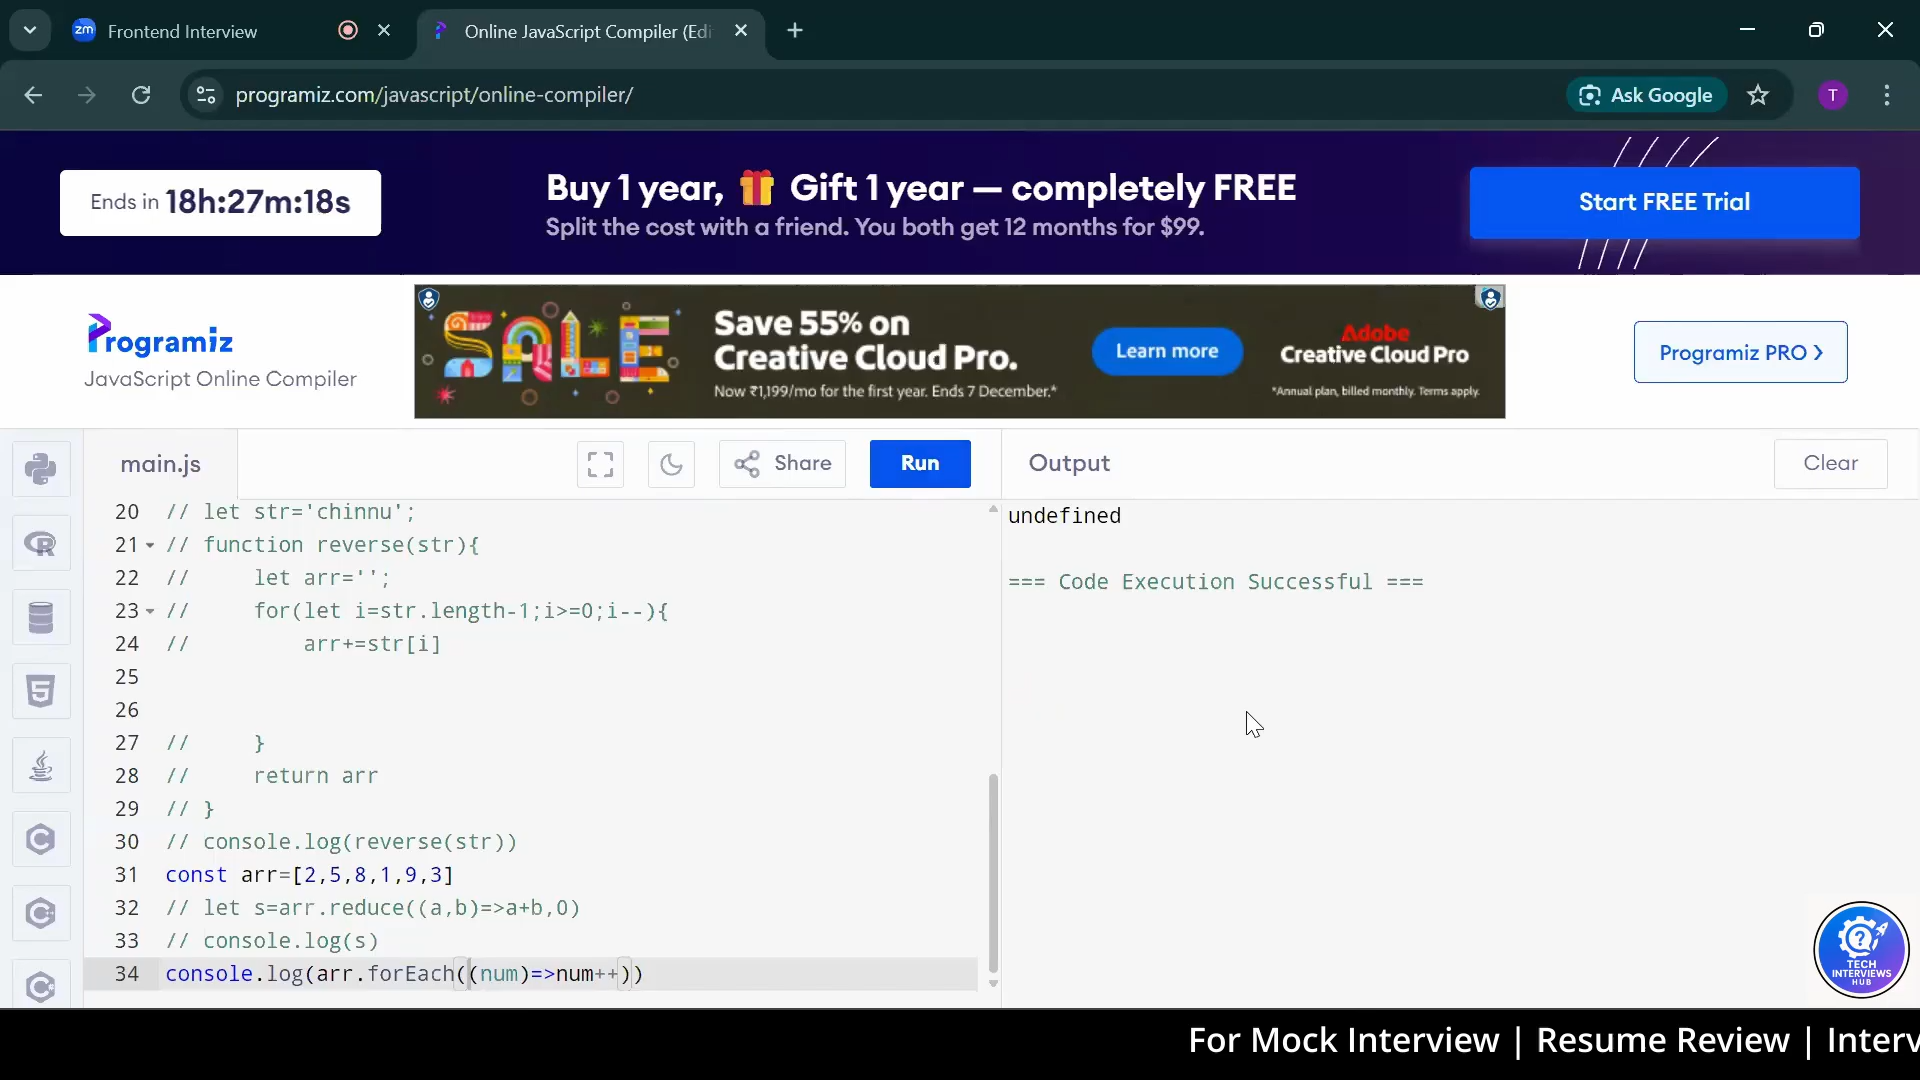 zm Frontend Interview
Online JavaScript Compiler (Edi
programiz.com/javascript/online-compiler/
Ask Google
T
Ends in 18h:27m:18s
Buy 1 year, 🎁 Gift 1 year — completely FREE
Split the cost with a friend. You both get 12 months for $99.
Start FREE Trial
Programiz
JavaScript Online Compiler
SALE
Save 55% on
Creative Cloud Pro.
Now ₹1,199/mo for the first year. Ends 7 December.*
Learn more
Adobe
Creative Cloud Pro
*Annual plan, billed monthly. Terms apply.
Programiz PRO ›
main.js
Share
Run
Output
Clear
20 // let str='chinnu';
21 // function reverse(str){
22 //     let arr='';
23 //     for(let i=str.length-1;i>=0;i--){
24 //         arr+=str[i]
25
26
27 //     }
28 //     return arr
29 // }
30 // console.log(reverse(str))
31 const arr=[2,5,8,1,9,3]
32 // let s=arr.reduce((a,b)=>a+b,0)
33 // console.log(s)
34 console.log(arr.forEach((num)=>num++))
undefined
=== Code Execution Successful ===
TECH
INTERVIEWS
HUB
For Mock Interview | Resume Review | Interv